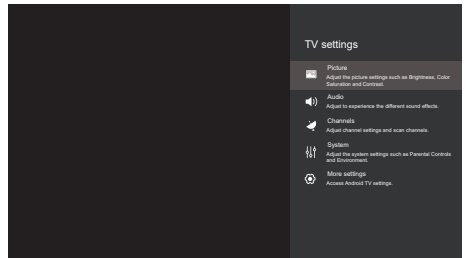 TV settings
Picture
Adjust the picture settings such as Brightness, Color
Saturation and Contrast.
Audio
Adjust to experience the different sound effects.
Channels
Adjust channel settings and scan channels.
System
Adjust the system settings such as Parental Controls
and Environment.
More settings
Access Android TV settings.